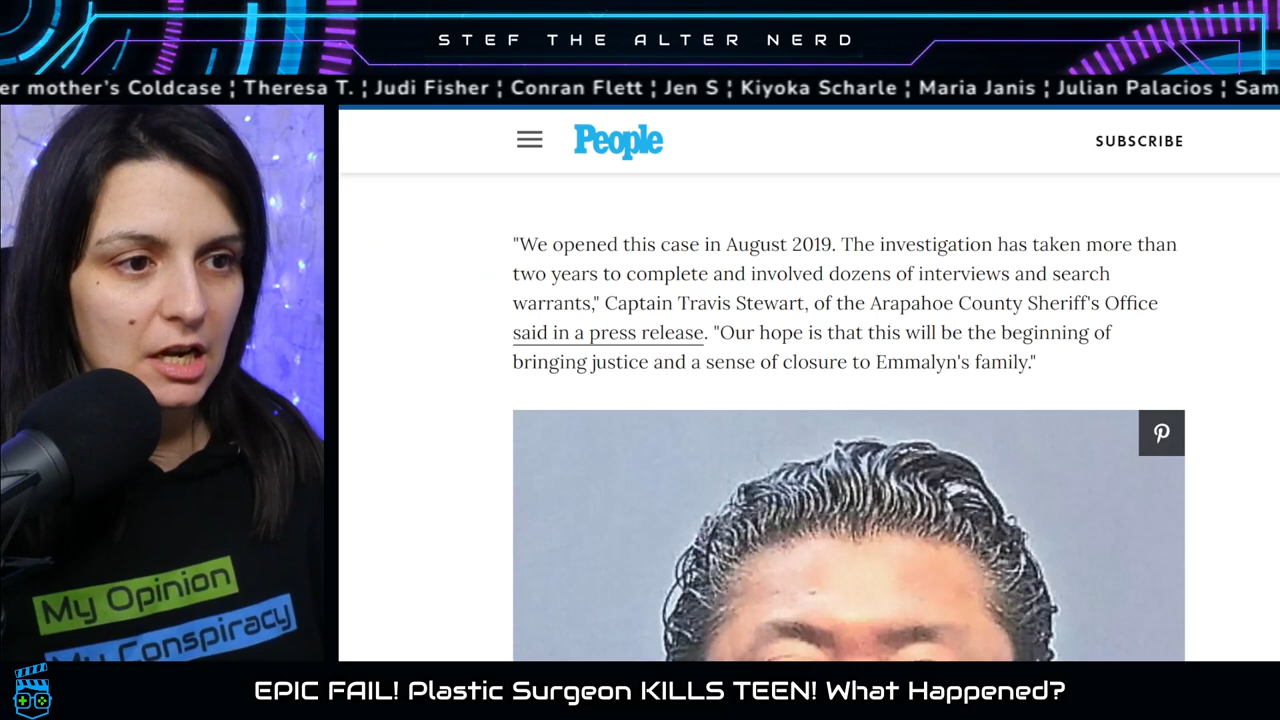 STEF THE ALTER NERD
er mother's Coldcase ¦ Theresa T. ¦ Judi Fisher ¦ Conran Flett ¦ Jen S ¦ Kiyoka Scharle ¦ Maria Janis ¦ Julian Palacios ¦ Sam
People
SUBSCRIBE
"We opened this case in August 2019. The investigation has taken more than
two years to complete and involved dozens of interviews and search
warrants," Captain Travis Stewart, of the Arapahoe County Sheriff's Office
said in a press release. "Our hope is that this will be the beginning of
bringing justice and a sense of closure to Emmalyn's family."
My Opinion
My Conspiracy
EPIC FAIL! Plastic Surgeon KILLS TEEN! What Happened?